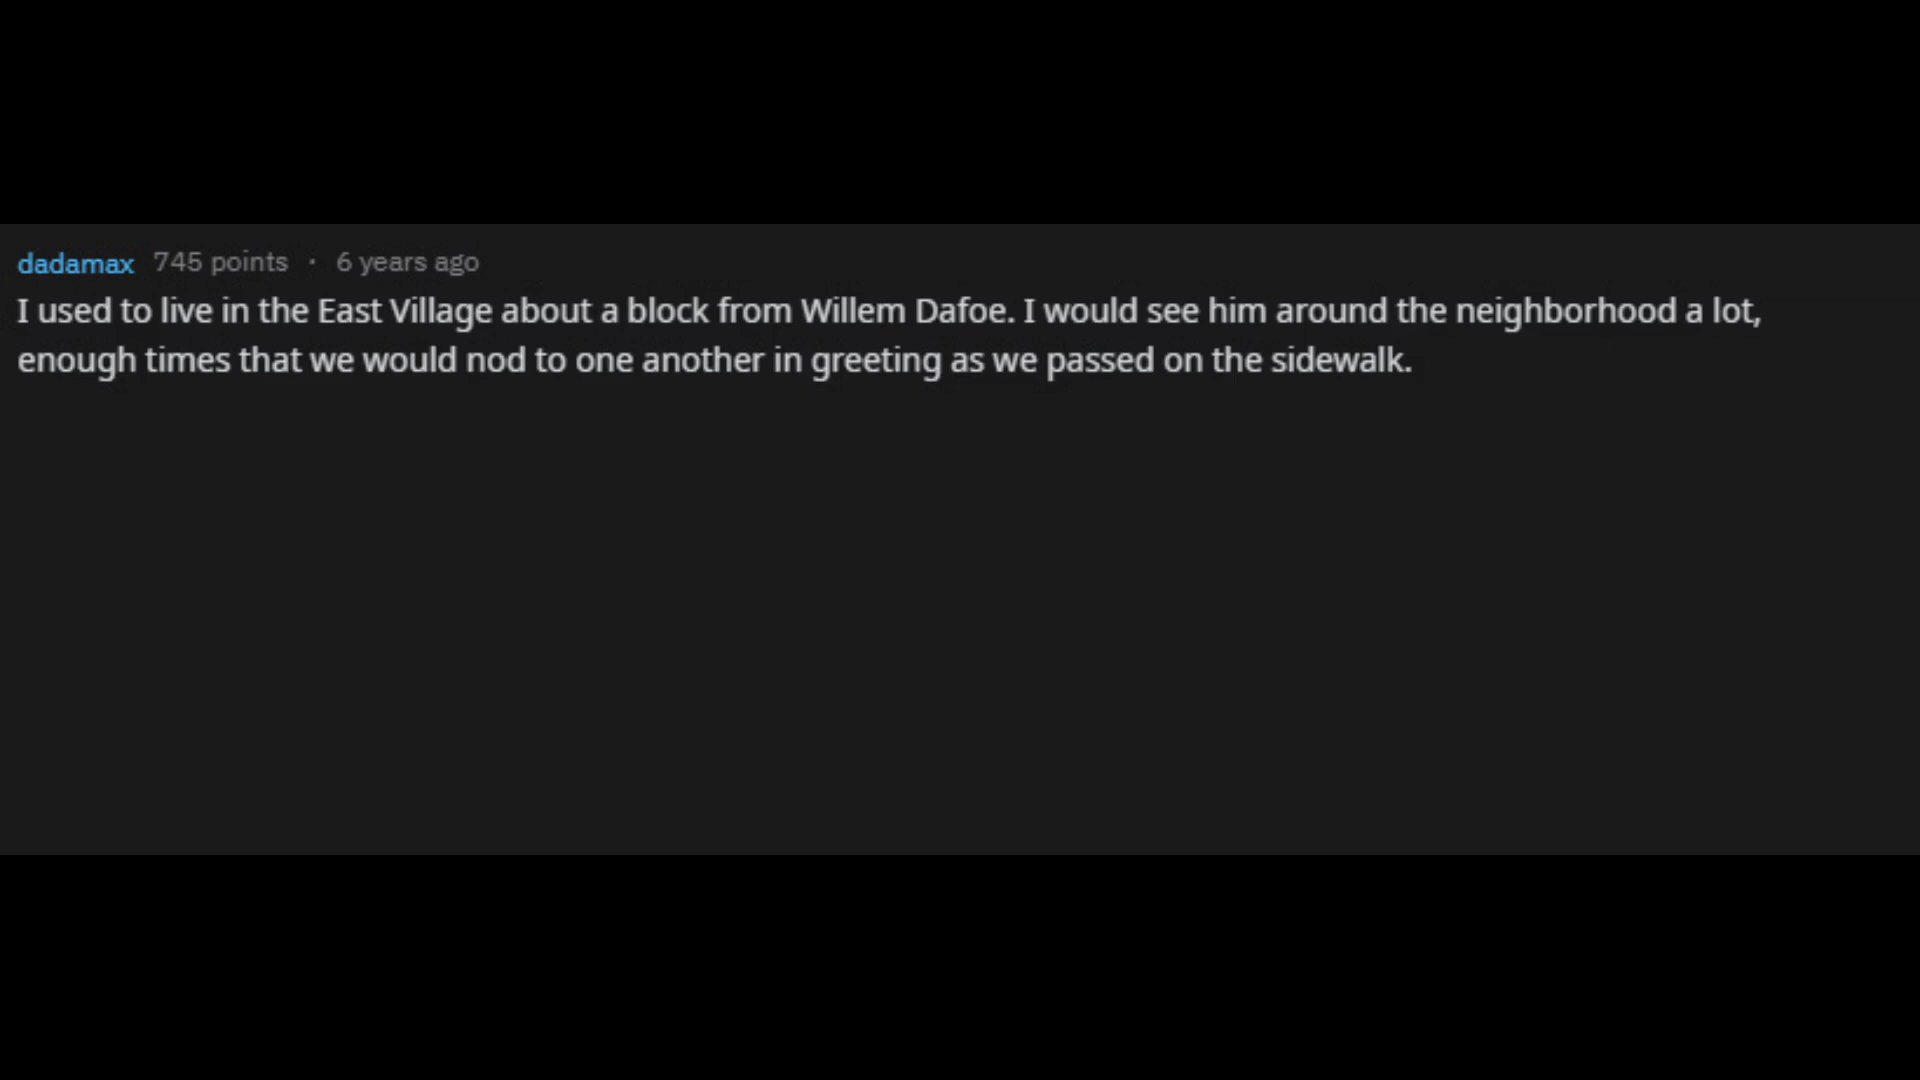 dadamax 745 points · 6 years ago
I used to live in the East Village about a block from Willem Dafoe. I would see him around the neighborhood a lot,
enough times that we would nod to one another in greeting as we passed on the sidewalk.